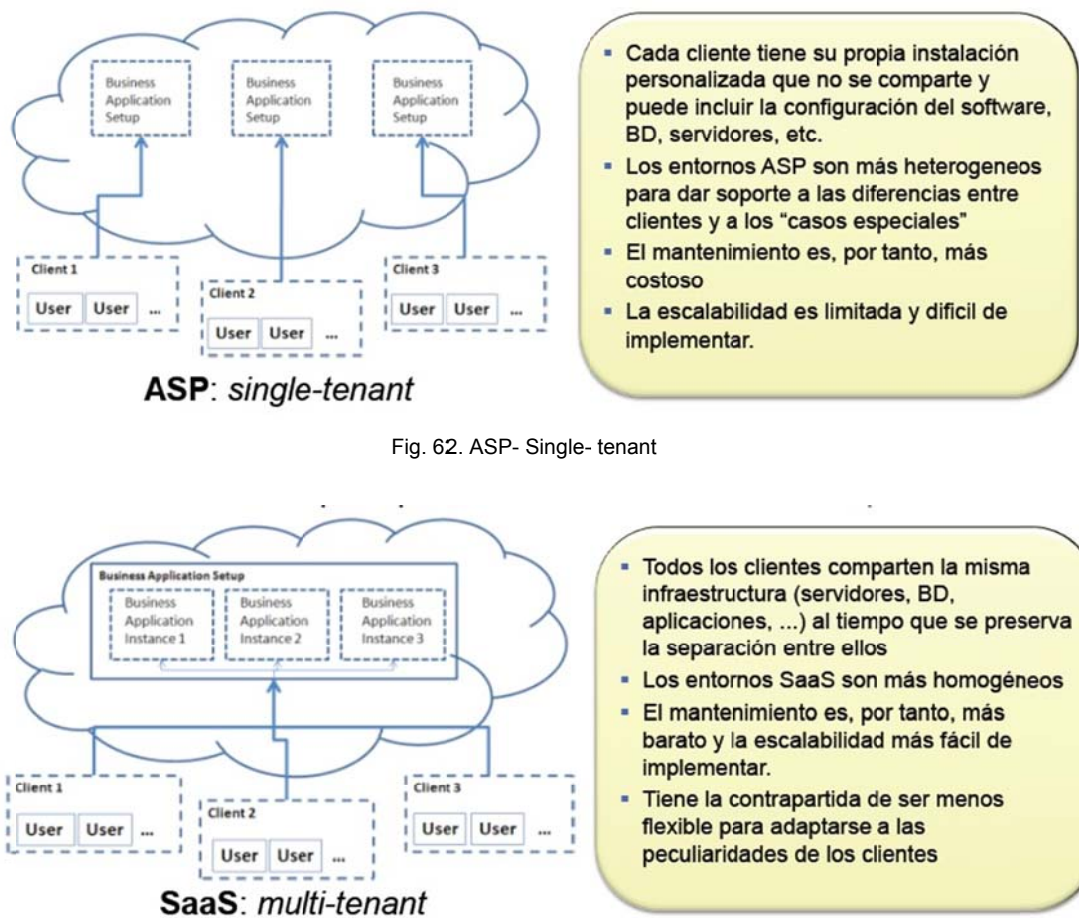 Business
Application
Setup
Business
Application
Setup
Business
Application
Setup
Client 1
User User ...
Client 2
User User ...
Client 3
User User ...
ASP: single-tenant
▪ Cada cliente tiene su propia instalación
personalizada que no se comparte y
puede incluir la configuración del software,
BD, servidores, etc.
▪ Los entornos ASP son más heterogeneos
para dar soporte a las diferencias entre
clientes y a los “casos especiales”
▪ El mantenimiento es, por tanto, más
costoso
▪ La escalabilidad es limitada y dificil de
implementar.
Fig. 62. ASP- Single- tenant
Business Application Setup
Business
Application
Instance 1
Business
Application
Instance 2
Business
Application
Instance 3
Client 1
User User ...
Client 2
User User ...
Client 3
User User ...
SaaS: multi-tenant
▪ Todos los clientes comparten la misma
infraestructura (servidores, BD,
aplicaciones, ...) al tiempo que se preserva
la separación entre ellos
▪ Los entornos SaaS son más homogéneos
▪ El mantenimiento es, por tanto, más
barato y la escalabilidad más fácil de
implementar.
▪ Tiene la contrapartida de ser menos
flexible para adaptarse a las
peculiaridades de los clientes